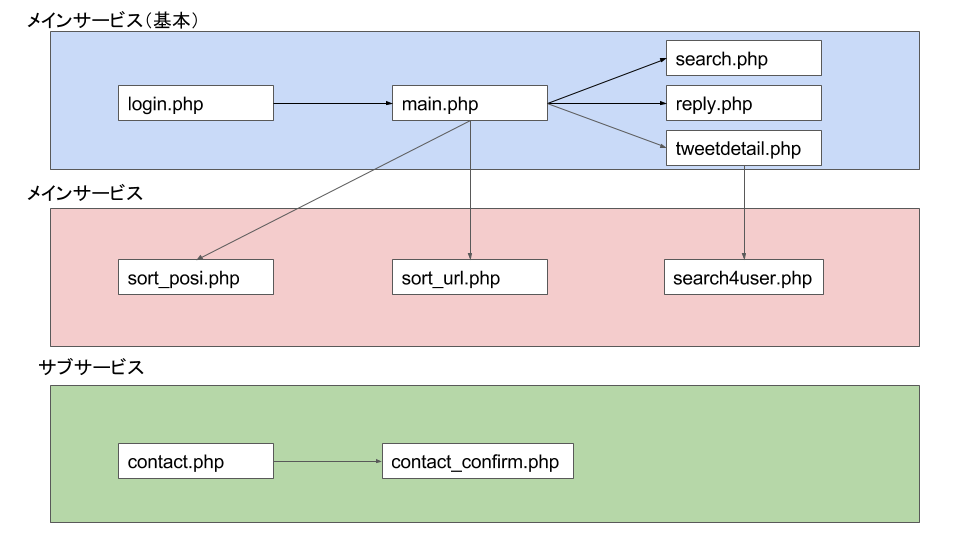 メインサービス（基本）
search.php
login.php
main.php
reply.php
tweetdetail.php
メインサービス
sort_posi.php
sort_url.php
search4user.php
サブサービス
contact.php
contact_confirm.php